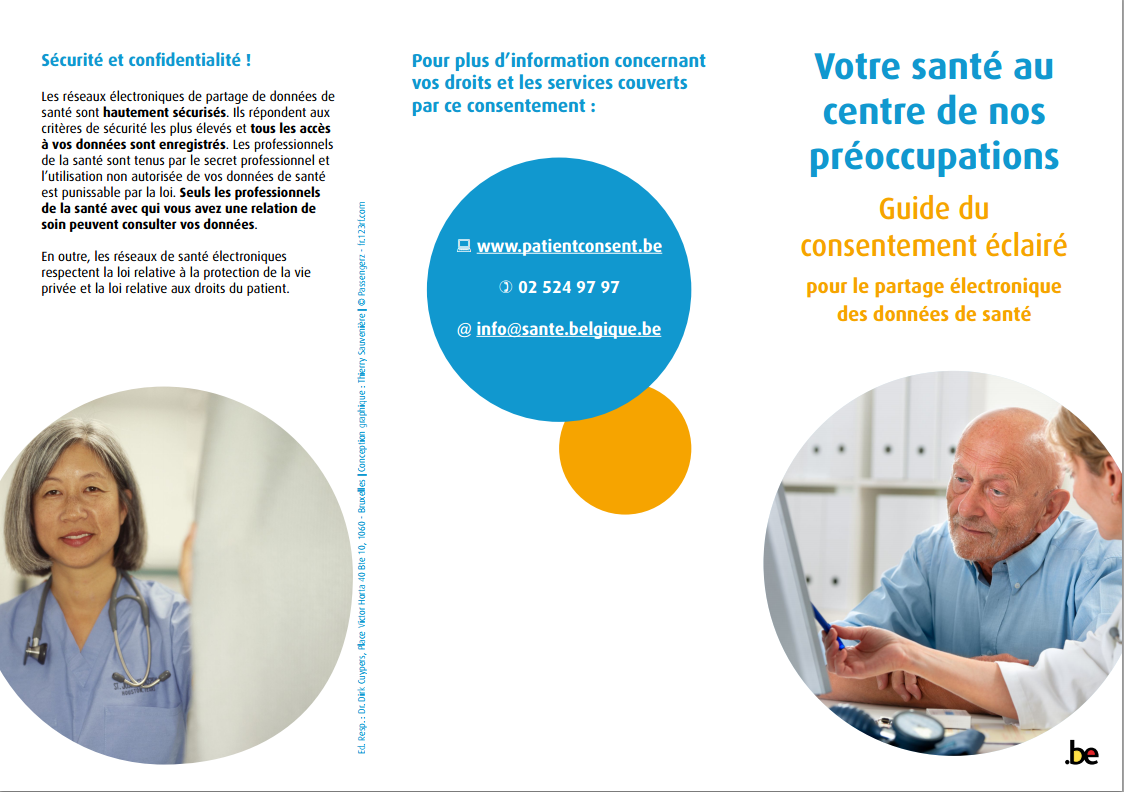 Sécurité et confidentialité !
Les réseaux électroniques de partage de données de
santé sont hautement sécurisés. Ils répondent aux
critères de sécurité les plus élevés et tous les accès
à vos données sont enregistrés. Les professionnels
de la santé sont tenus par le secret professionnel et
l’utilisation non autorisée de vos données de santé
est punissable par la loi. Seuls les professionnels
de la santé avec qui vous avez une relation de
soin peuvent consulter vos données.
En outre, les réseaux de santé électroniques
respectent la loi relative à la protection de la vie
privée et la loi relative aux droits du patient.
Ed. Resp. : Dr. Dirk Cuypers, Place Victor Horta 40 Bte 10, 1060 - Bruxelles | Conception graphique : Thierry Sauvenière | © Passengerz - fr.123rf.com
Pour plus d’information concernant
vos droits et les services couverts
par ce consentement :
www.patientconsent.be
✆ 02 524 97 97
@ info@sante.belgique.be
Votre santé au
centre de nos
préoccupations
Guide du
consentement éclairé
pour le partage électronique
des données de santé
.be